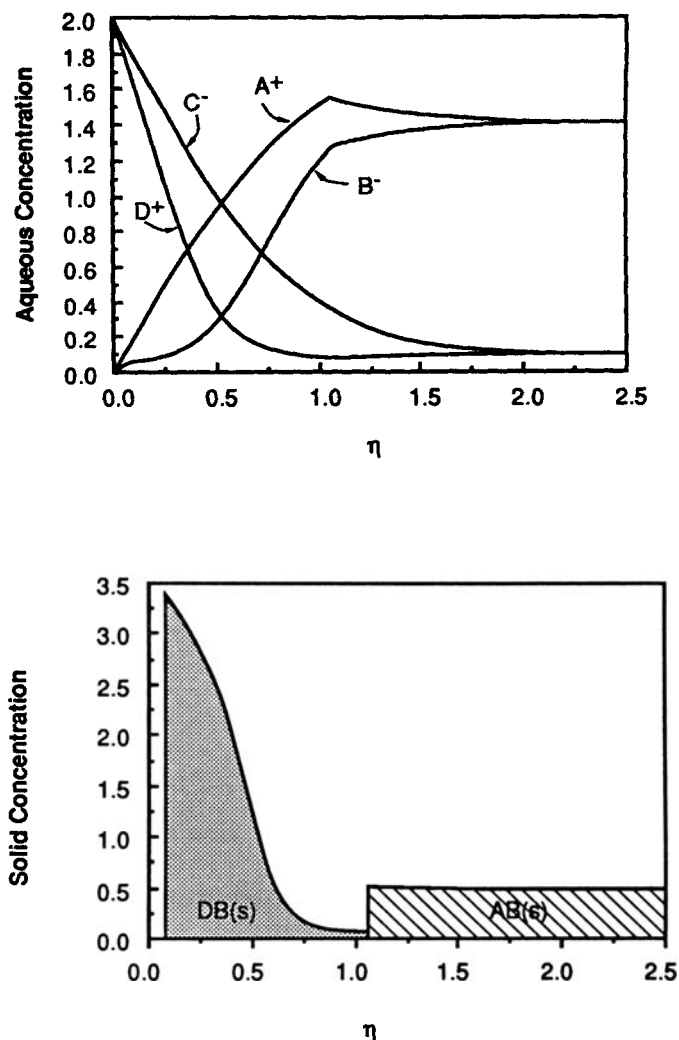 Aqueous Concentration
2.0
1.8
1.6
1.4
1.2
1.0
0.8
0.6
0.4
0.2
0.0
C⁻
A⁺
D⁺
B⁻
0.0 0.5 1.0 1.5 2.0 2.5
η
Solid Concentration
3.5
3.0
2.5
2.0
1.5
1.0
0.5
0.0
DB(s)
AB(s)
0.0 0.5 1.0 1.5 2.0 2.5
η